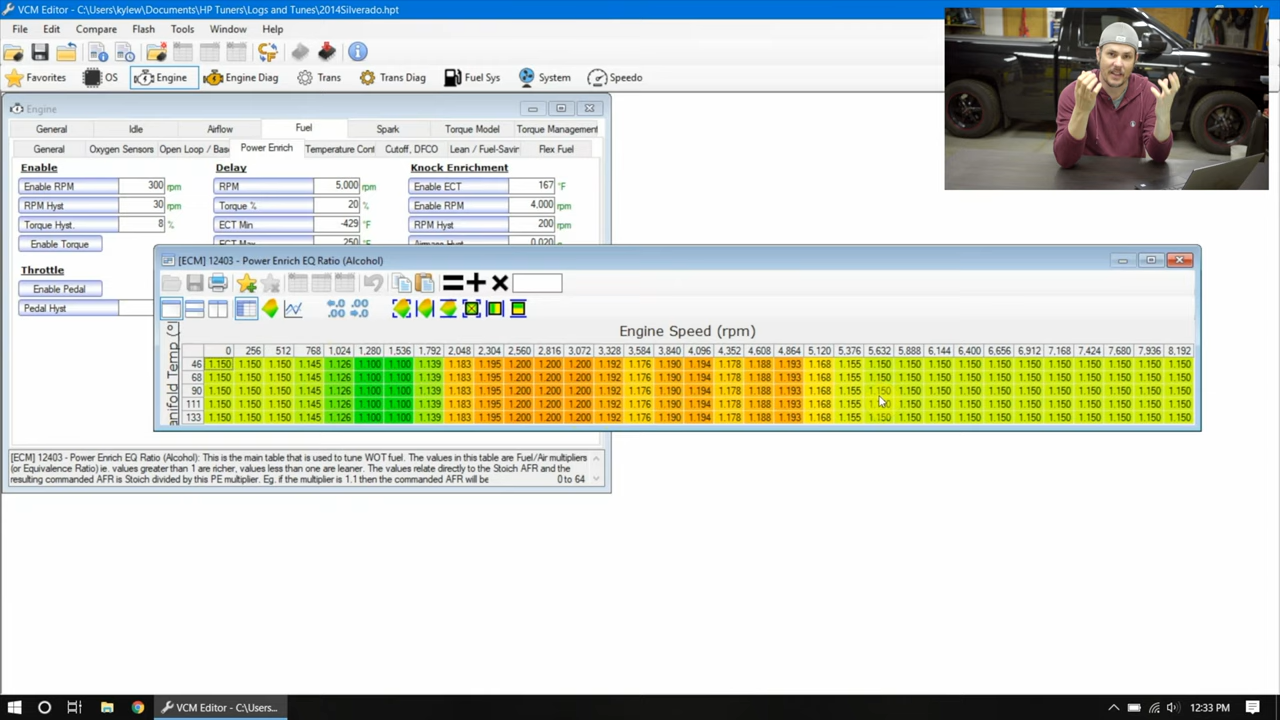 VCM Editor - C:\Users\kylew\Documents\HP Tuners\Logs and Tunes\2014Silverado.hpt
File Edit Compare Flash Tools Window Help
Favorites OS Engine Engine Diag Trans Trans Diag Fuel Sys System Speedo
Engine
General Idle Airflow Fuel Spark Torque Model Torque Management
General Oxygen Sensors Open Loop / Base Power Enrich Temperature Cont Cutoff, DFCO Lean / Fuel-Savin Flex Fuel
Enable Delay Knock Enrichment
Enable RPM 300 rpm RPM 5,000 rpm Enable ECT 167 °F
RPM Hyst 30 rpm Torque % 20 % Enable RPM 4,000 rpm
Torque Hyst. 8 % ECT Min -429 °F RPM Hyst 200 rpm
Enable Torque ECT Max 250 °F Airmass Hyst 0.020
Throttle
Enable Pedal
Pedal Hyst
[ECM] 12403 - Power Enrich EQ Ratio (Alcohol)
Engine Speed (rpm)
0 256 512 768 1,024 1,280 1,536 1,792 2,048 2,304 2,560 2,816 3,072 3,328 3,584 3,840 4,096 4,352 4,608 4,864 5,120 5,376 5,632 5,888 6,144 6,400 6,656 6,912 7,168 7,424 7,680 7,936 8,192
46 1.150 1.150 1.150 1.145 1.126 1.100 1.100 1.139 1.183 1.195 1.200 1.200 1.200 1.192 1.176 1.190 1.194 1.178 1.188 1.193 1.168 1.155 1.150 1.150 1.150 1.150 1.150 1.150 1.150 1.150 1.150 1.150 1.150
68 1.150 1.150 1.150 1.145 1.126 1.100 1.100 1.139 1.183 1.195 1.200 1.200 1.200 1.192 1.176 1.190 1.194 1.178 1.188 1.193 1.168 1.155 1.150 1.150 1.150 1.150 1.150 1.150 1.150 1.150 1.150 1.150 1.150
90 1.150 1.150 1.150 1.145 1.126 1.100 1.100 1.139 1.183 1.195 1.200 1.200 1.200 1.192 1.176 1.190 1.194 1.178 1.188 1.193 1.168 1.155 1.150 1.150 1.150 1.150 1.150 1.150 1.150 1.150 1.150 1.150 1.150
111 1.150 1.150 1.150 1.145 1.126 1.100 1.100 1.139 1.183 1.195 1.200 1.200 1.200 1.192 1.176 1.190 1.194 1.178 1.188 1.193 1.168 1.155 1.150 1.150 1.150 1.150 1.150 1.150 1.150 1.150 1.150 1.150 1.150
133 1.150 1.150 1.150 1.145 1.126 1.100 1.100 1.139 1.183 1.195 1.200 1.200 1.200 1.192 1.176 1.190 1.194 1.178 1.188 1.193 1.168 1.155 1.150 1.150 1.150 1.150 1.150 1.150 1.150 1.150 1.150 1.150 1.150
anifold Temp (°
[ECM] 12403 - Power Enrich EQ Ratio (Alcohol): This is the main table that is used to tune WOT fuel. The values in this table are Fuel/Air multipliers
(or Equivalence Ratio) ie. values greater than 1 are richer, values less than one are leaner. The values relate directly to the Stoich AFR and the
resulting commanded AFR is Stoich divided by this PE multiplier. Eg. if the multiplier is 1.1 then the commanded AFR will be 0 to 64
VCM Editor - C:\Users...
12:33 PM